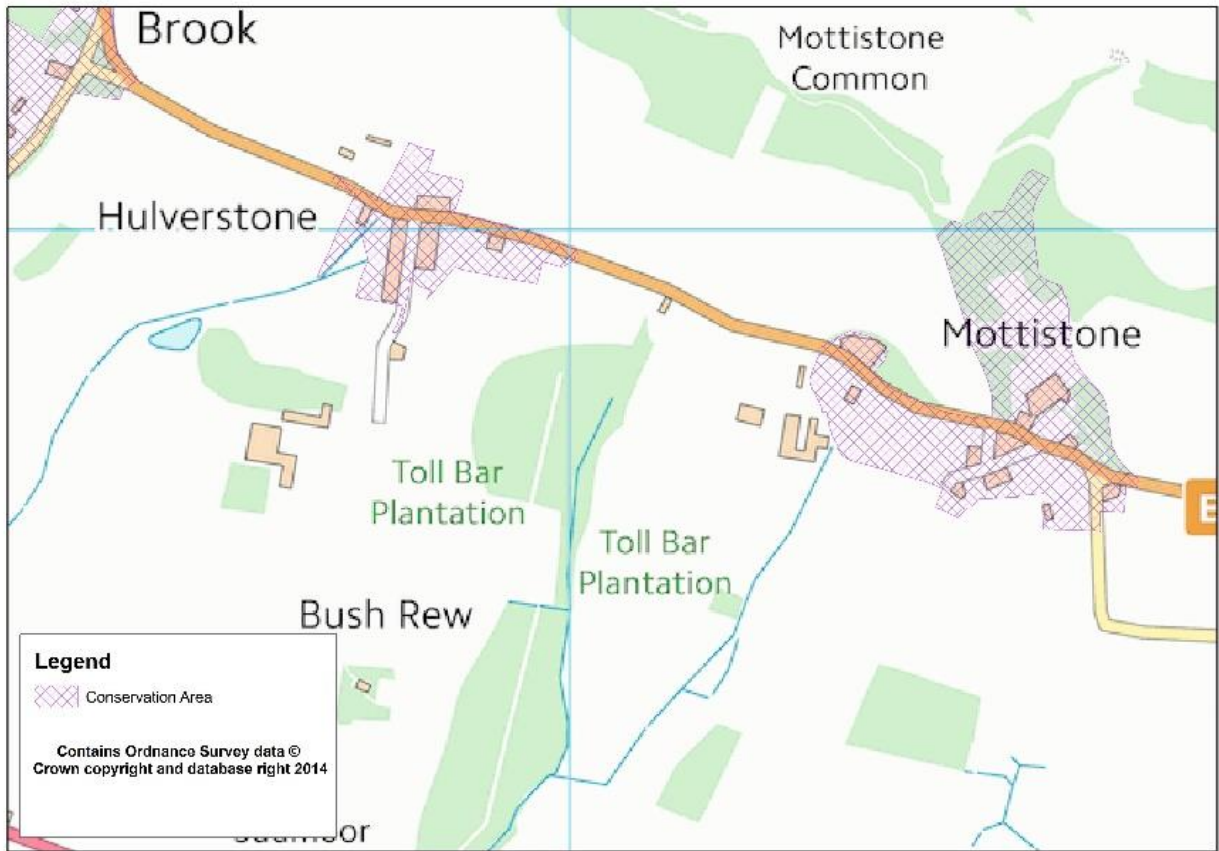 Brook
Mottistone
Common
Hulverstone
Mottistone
Toll Bar
Plantation
Toll Bar
Plantation
Bush Rew
Legend
Conservation Area
Contains Ordnance Survey data ©
Crown copyright and database right 2014